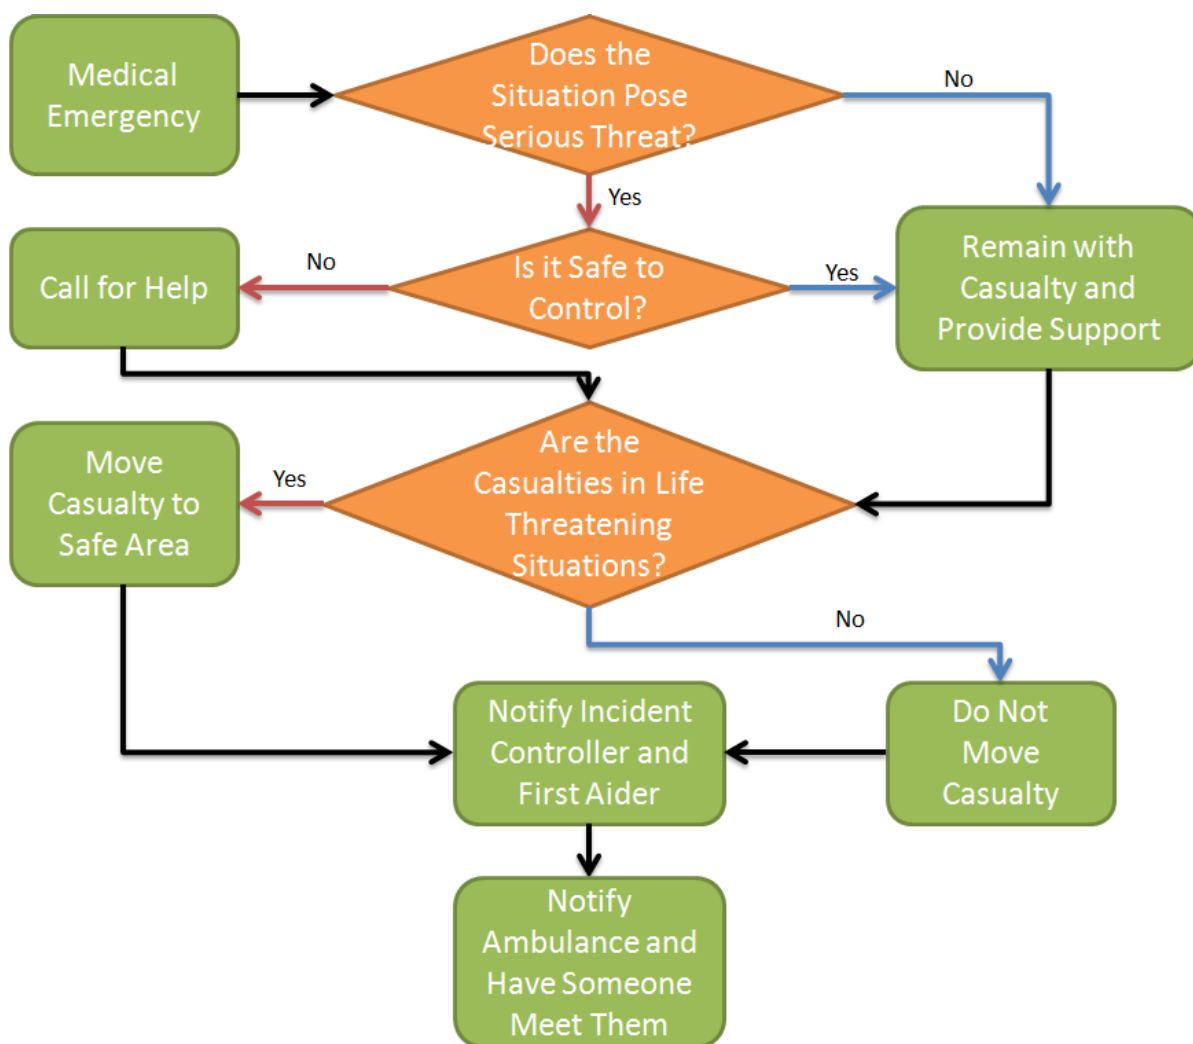 Medical
Emergency
Does the
Situation Pose
Serious Threat?
No
Yes
Call for Help
No
Is it Safe to
Control?
Yes
Remain with
Casualty and
Provide Support
Move
Casualty to
Safe Area
Yes
Are the
Casualties in Life
Threatening
Situations?
No
Notify Incident
Controller and
First Aider
Do Not
Move
Casualty
Notify
Ambulance and
Have Someone
Meet Them